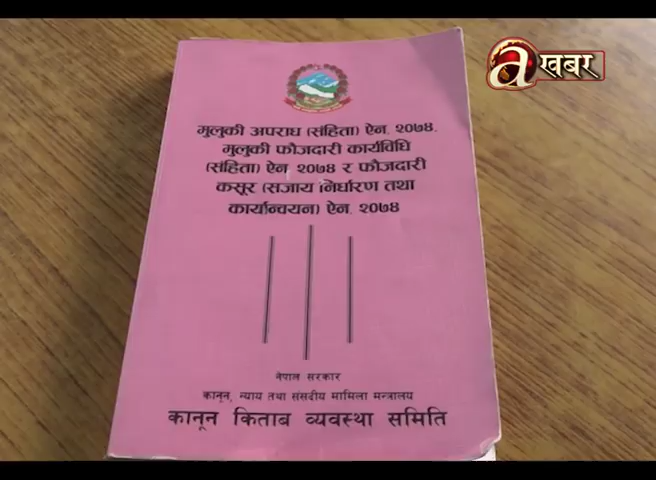 a खबर
मुलुकी अपराध (संहिता) ऐन, २०७४,
मुलुकी फौजदारी कार्यविधि
(संहिता) ऐन २०७४ र फौजदारी
कसूर (सजाय निर्धारण तथा
कार्यान्वयन) ऐन, २०७४
नेपाल सरकार
कानून, न्याय तथा संसदीय मामिला मन्त्रालय
कानून किताब व्यवस्था समिति